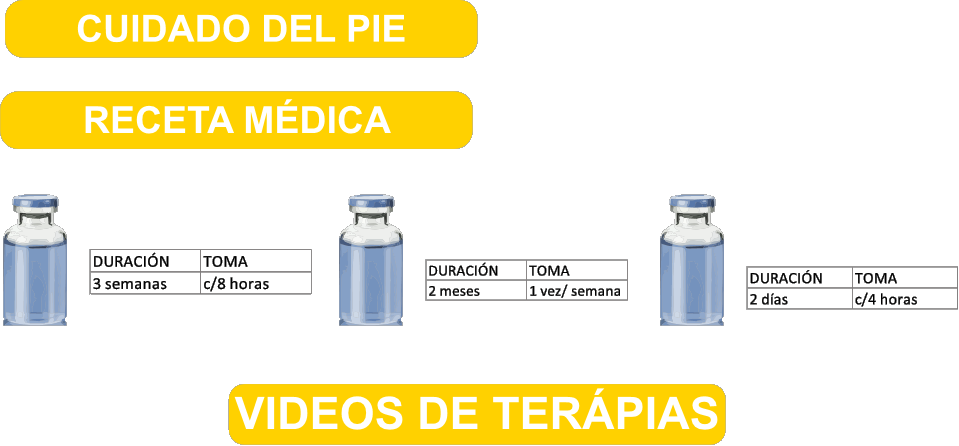 CUIDADO DEL PIE
RECETA MÉDICA
DURACIÓN TOMA
3 semanas c/8 horas
DURACIÓN TOMA
2 meses 1 vez/ semana
DURACIÓN TOMA
2 días c/4 horas
VIDEOS DE TERÁPIAS